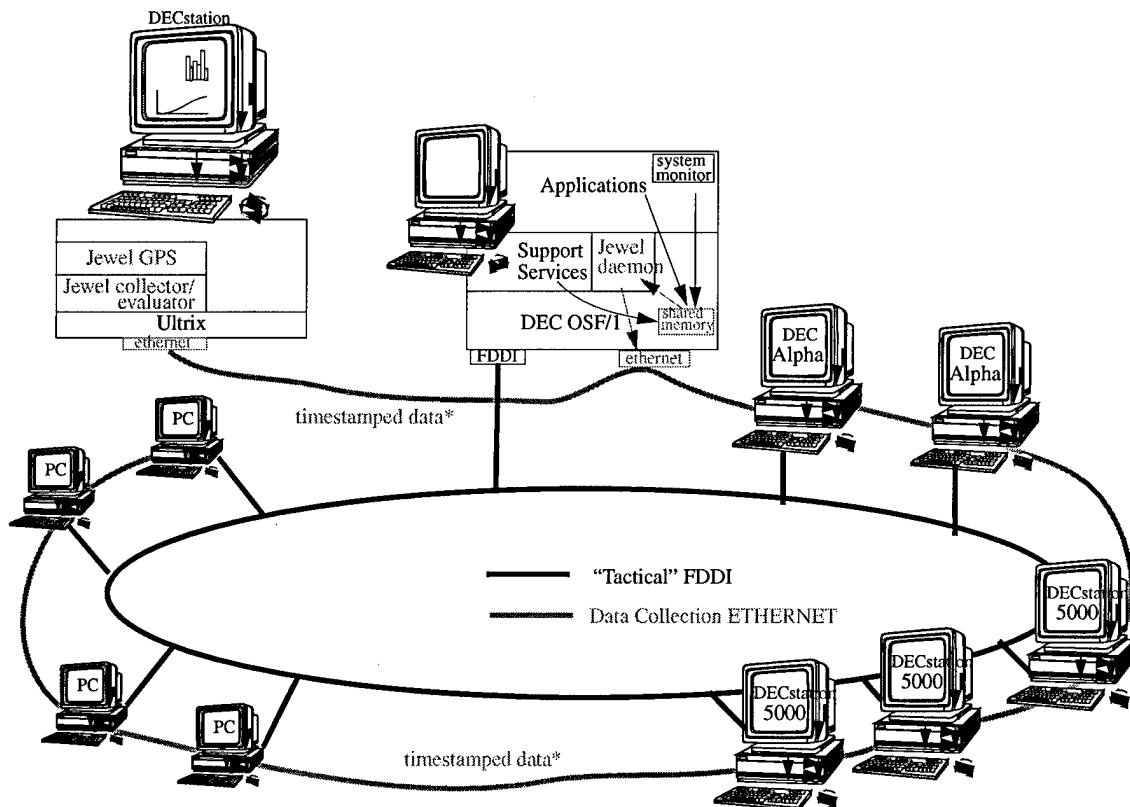 DECstation
system
monitor
Applications
Jewel GPS
Jewel collector/
evaluator
Ultrix
ethernet
Support
Services
Jewel
daemon
DEC OSF/1
shared
memory
FDDI
ethernet
DEC
Alpha
DEC
Alpha
timestamped data*
PC
PC
"Tactical" FDDI
Data Collection ETHERNET
DECstation
5000
DECstation
5000
DECstation
5000
PC
PC
timestamped data*